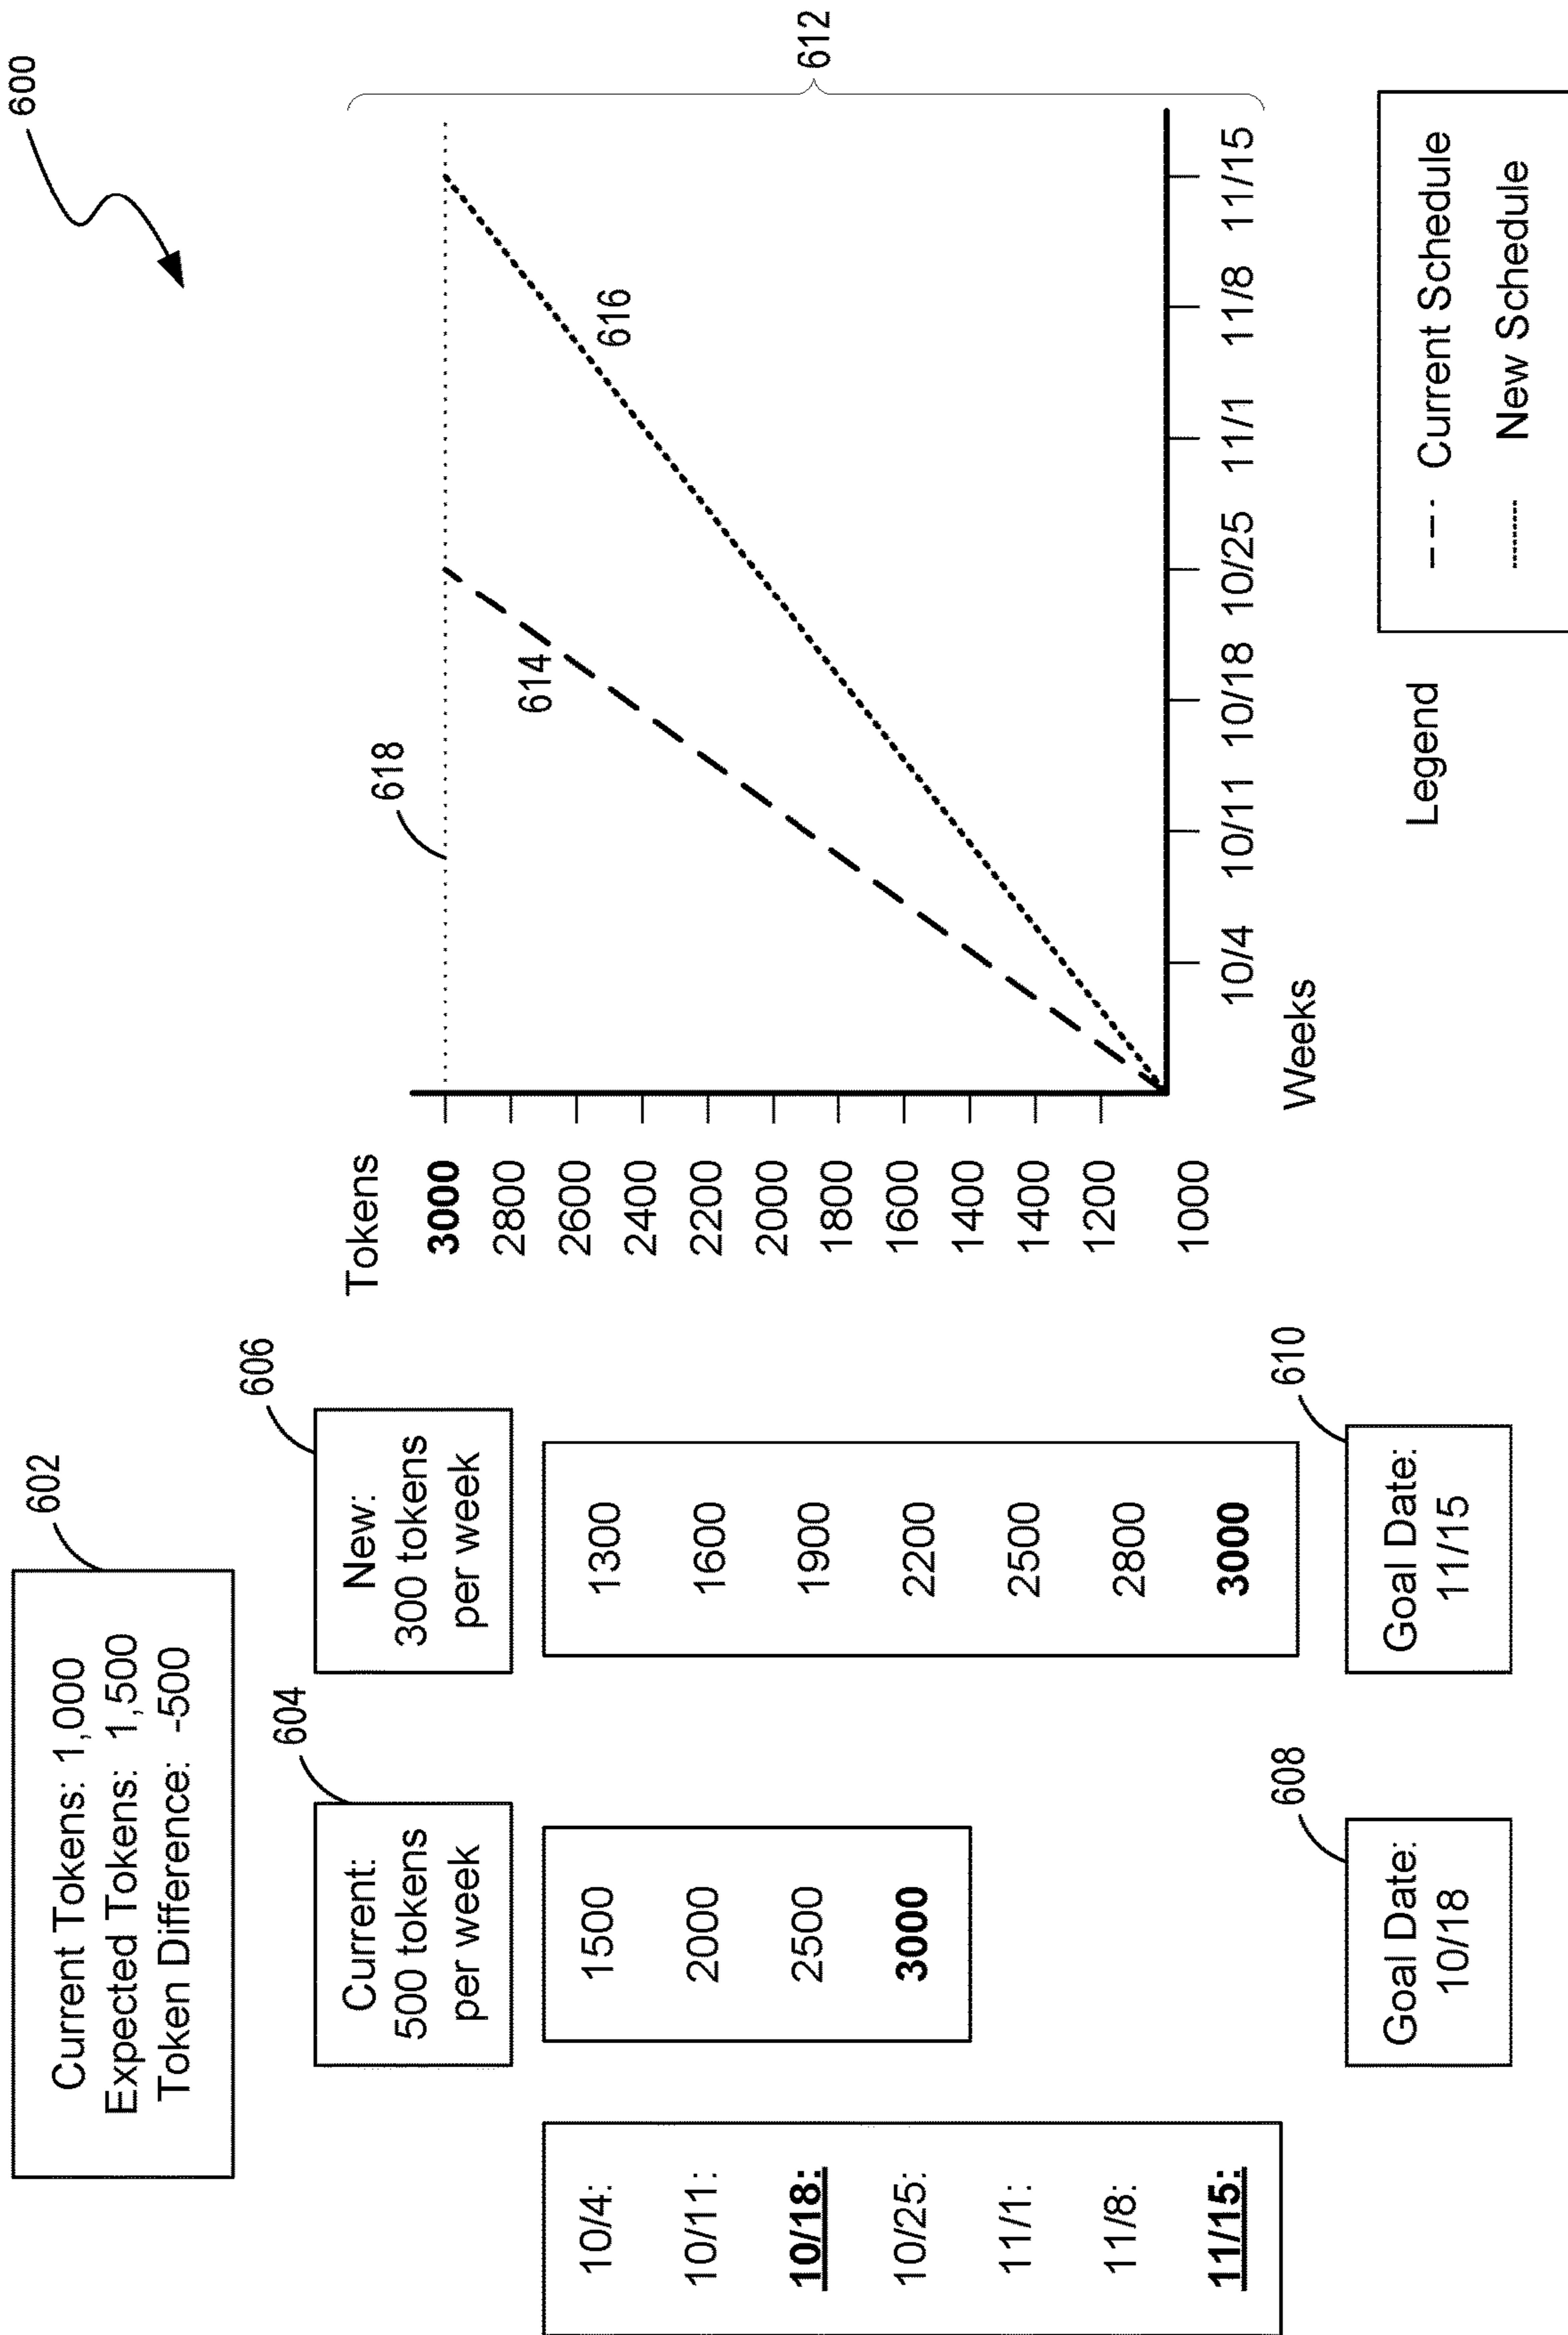 600
602
Current Tokens: 1,000
Expected Tokens: 1,500
Token Difference: -500
604
606
Current:
500 tokens
per week
New:
300 tokens
per week
10/4:
10/11:
10/18:
10/25:
11/1:
11/8:
11/15:
1500
2000
2500
3000
1300
1600
1900
2200
2500
2800
3000
608
Goal Date:
10/18
610
Goal Date:
11/15
Tokens
3000
2800
2600
2400
2200
2000
1800
1600
1400
1400
1200
1000
618
614
616
612
10/4 10/11 10/18 10/25 11/1 11/8 11/15
Weeks
Legend
Current Schedule
New Schedule